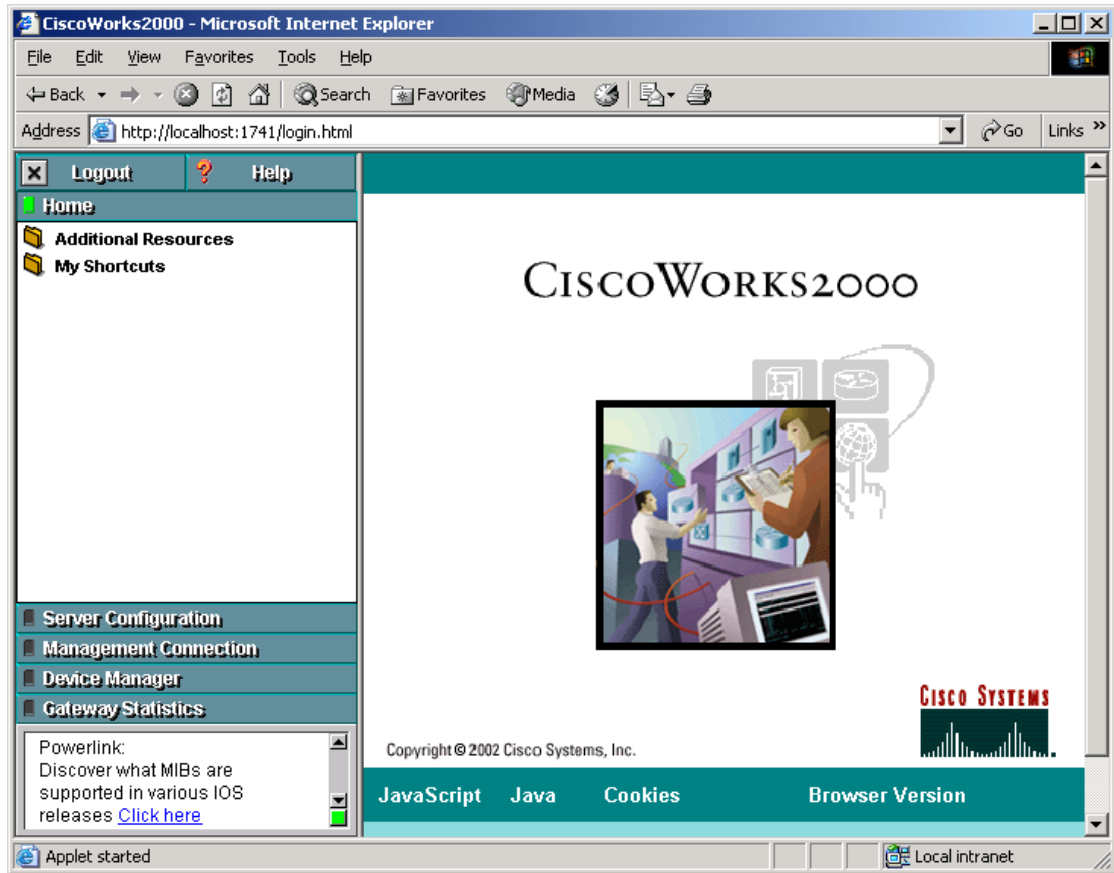 CiscoWorks2000 - Microsoft Internet Explorer
File Edit View Favorites Tools Help
Back Search Favorites Media
Address http://localhost:1741/login.html Go Links »
Logout ? Help
Home
Additional Resources
My Shortcuts
CISCOWORKS2000
Server Configuration
Management Connection
Device Manager
Gateway Statistics
Powerlink:
Discover what MIBs are
supported in various IOS
releases Click here
CISCO SYSTEMS
Copyright © 2002 Cisco Systems, Inc.
JavaScript Java Cookies Browser Version
Applet started Local intranet